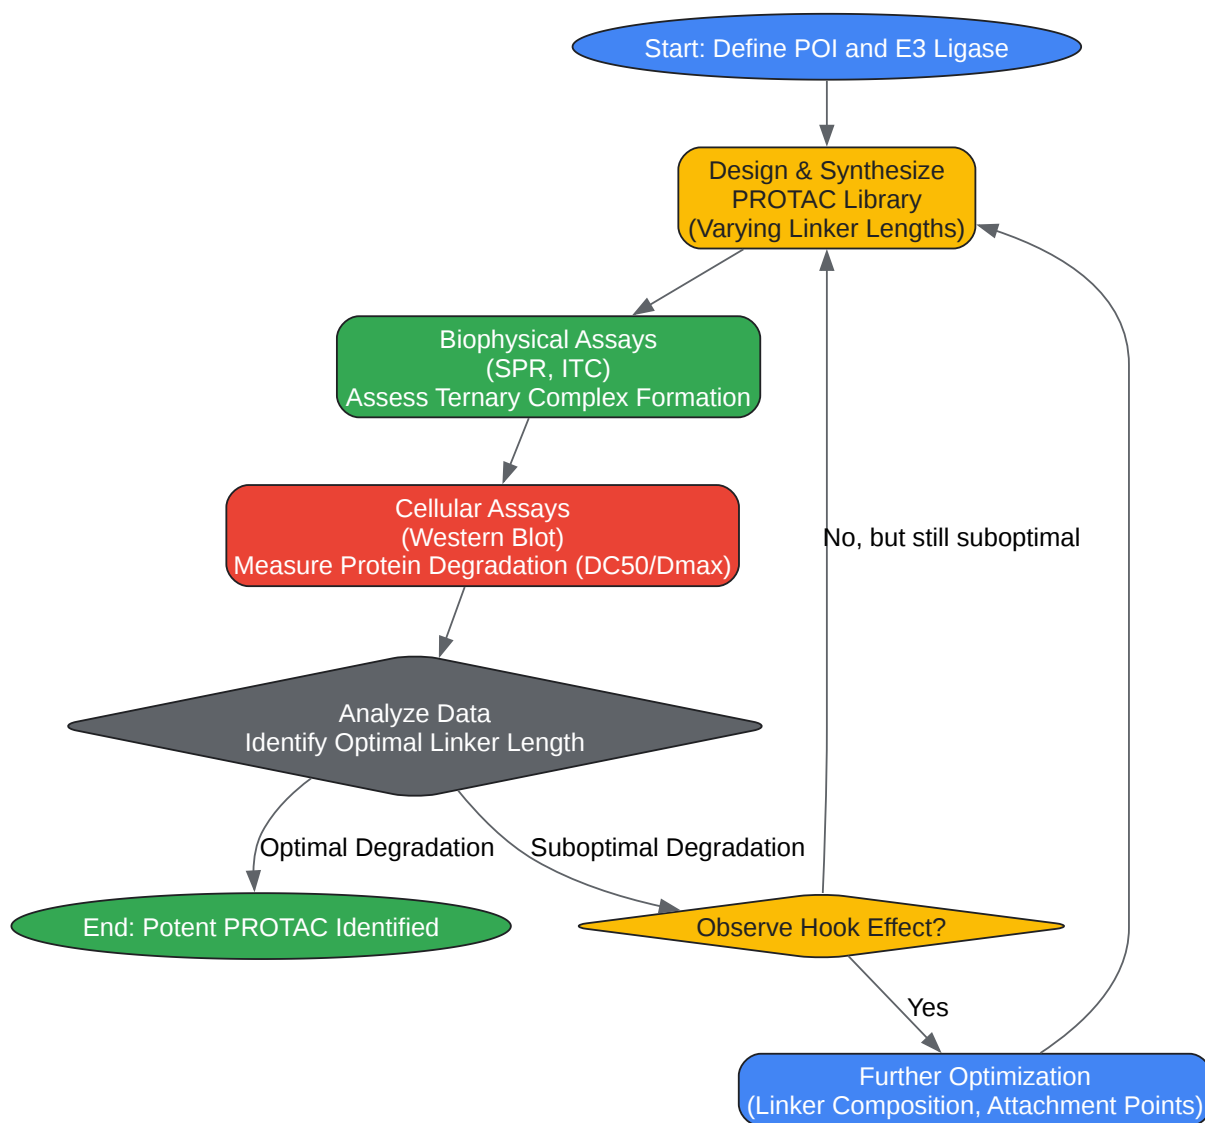 Start: Define POI and E3 Ligase
Design & Synthesize
PROTAC Library
(Varying Linker Lengths)
Biophysical Assays
(SPR, ITC)
Assess Ternary Complex Formation
Cellular Assays
(Western Blot)
Measure Protein Degradation (DC50/Dmax)
No, but still suboptimal
Analyze Data
Identify Optimal Linker Length
Optimal Degradation
Suboptimal Degradation
End: Potent PROTAC Identified
Observe Hook Effect?
Yes
Further Optimization
(Linker Composition, Attachment Points)